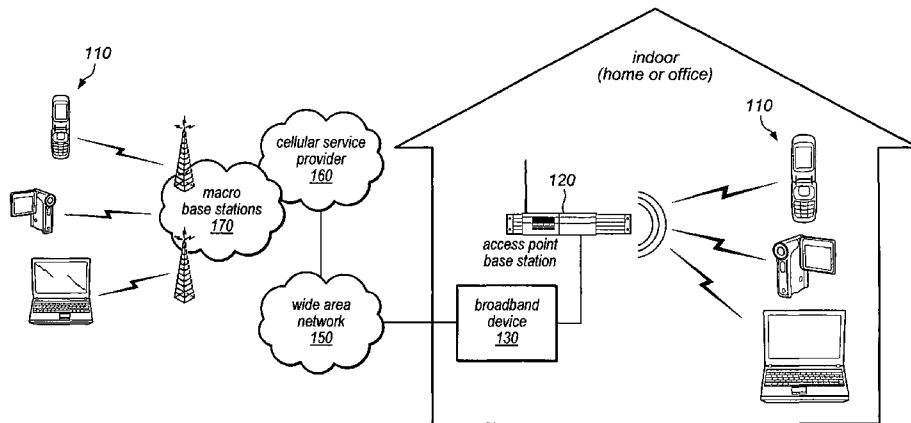 110
indoor
(home or office)
110
cellular service
provider
160
macro
base stations
170
120
access point
base station
wide area
network
150
broadband
device
130